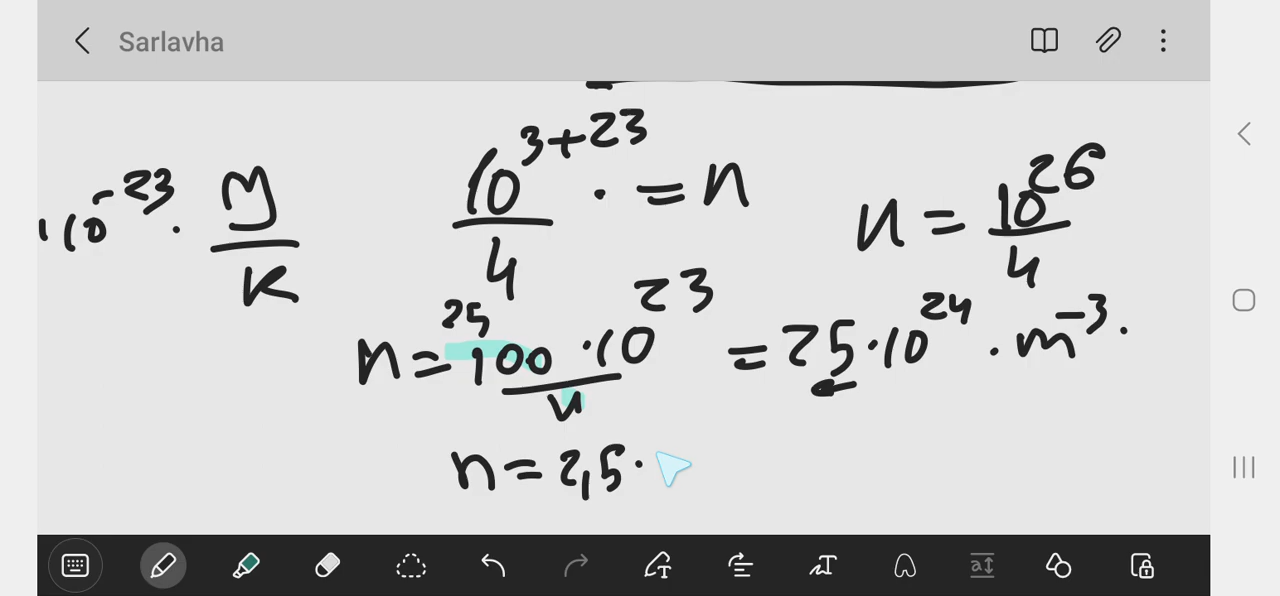 Sarlavha
·10^-23 · J/K   10^(3+23)/4 · = n   n = 10^26/4
25
n = 100 · 10^23 / 4 = 25 · 10^24 · m^-3 ·
n = 2,5 ·